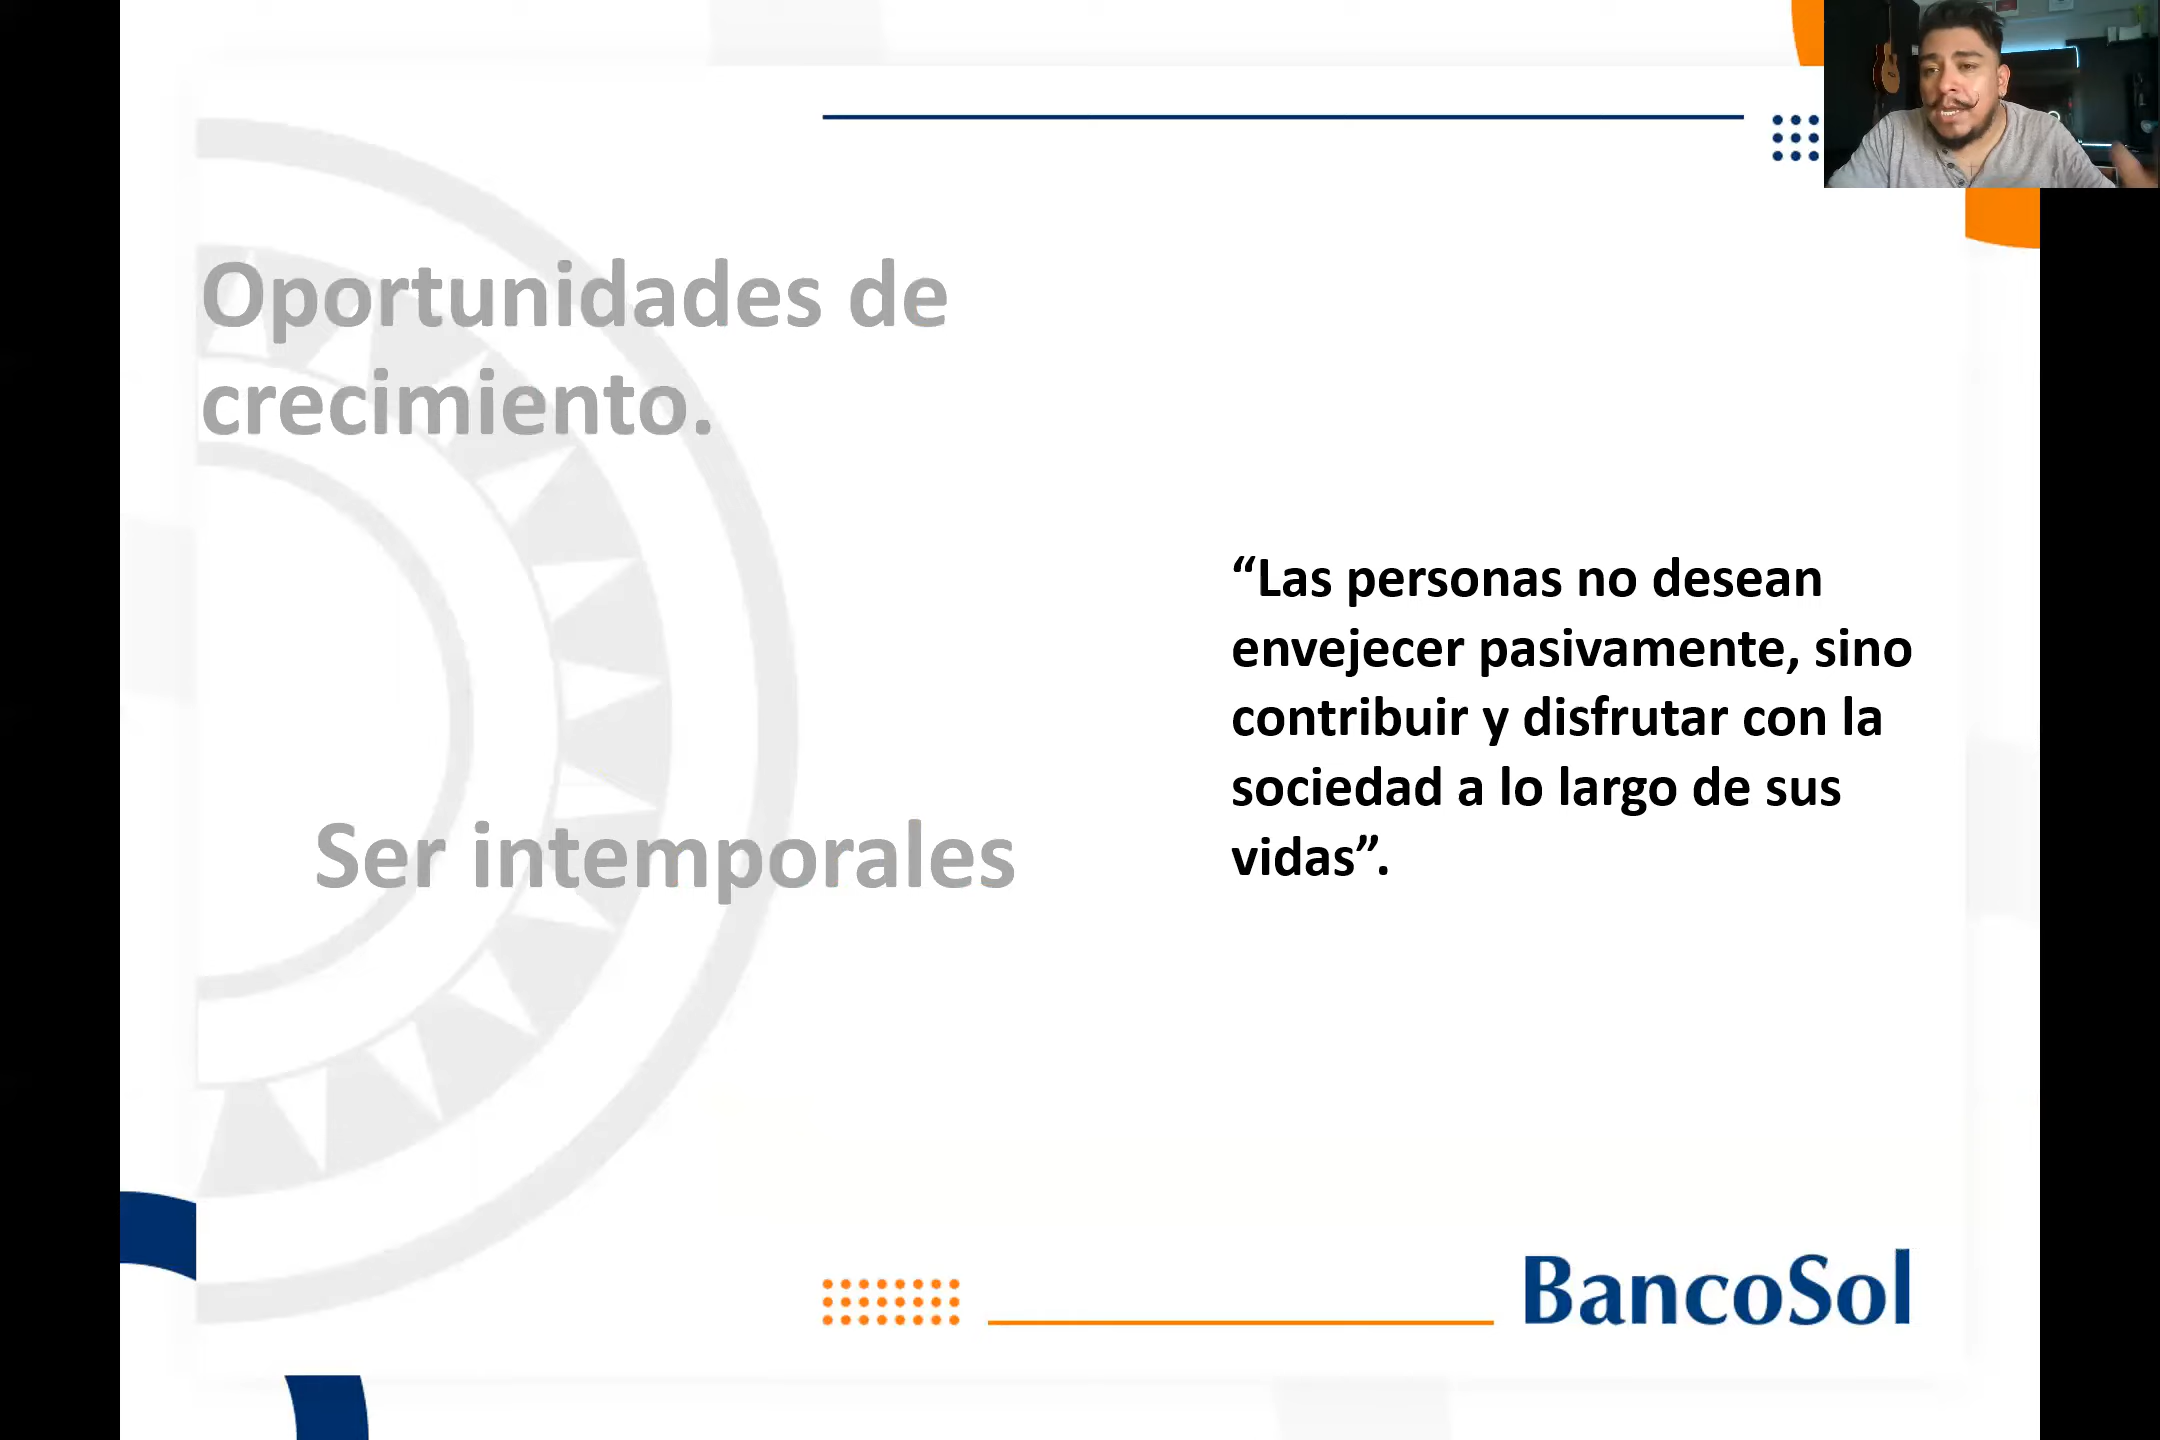 Oportunidades de
crecimiento.
Ser intemporales
“Las personas no desean
envejecer pasivamente, sino
contribuir y disfrutar con la
sociedad a lo largo de sus
vidas”.
BancoSol